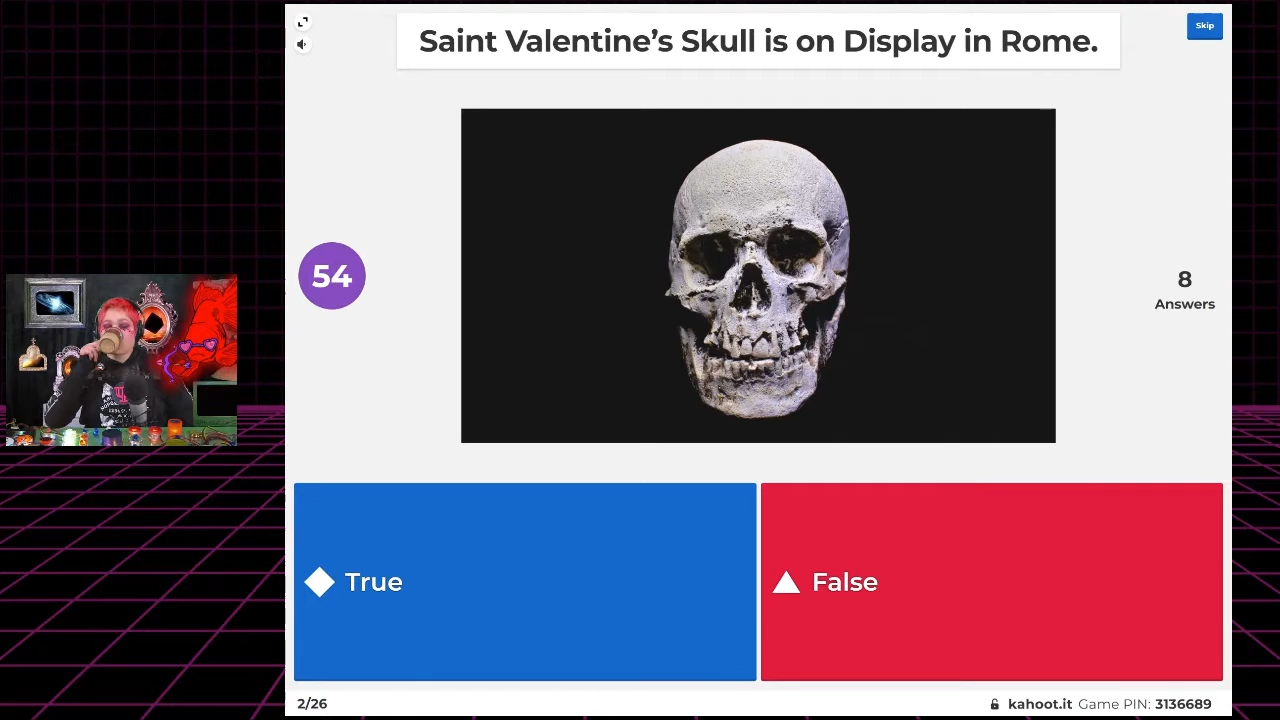 Saint Valentine’s Skull is on Display in Rome.
Skip
54
8
Answers
True
False
2/26
kahoot.it Game PIN: 3136689